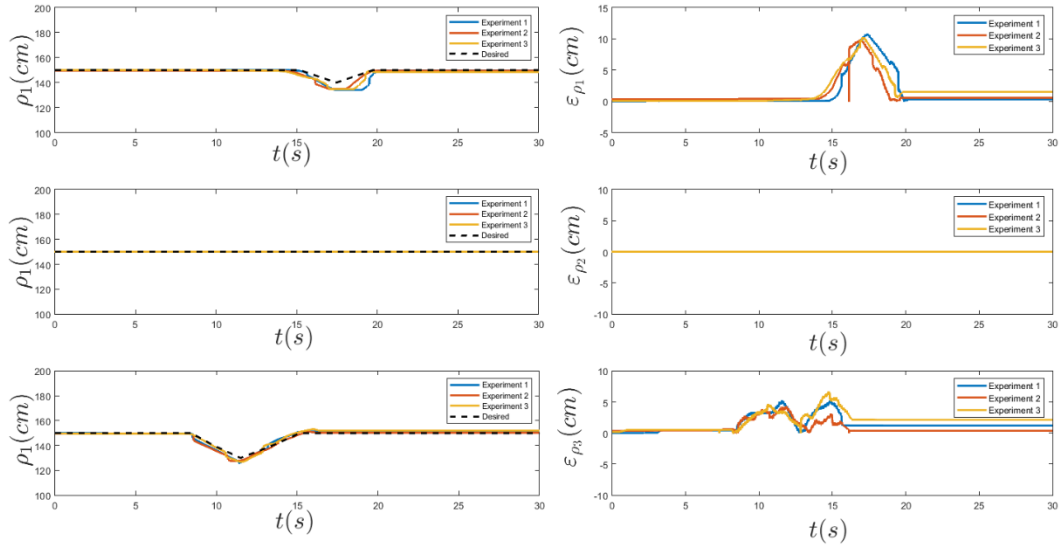 200
180
160
140
120
100
ρ₁(cm)
Experiment 1
Experiment 2
Experiment 3
Desired
0 5 10 15 20 25 30
t(s)
15
10
5
0
-5
ε_ρ₁(cm)
Experiment 1
Experiment 2
Experiment 3
0 5 10 15 20 25 30
t(s)
200
180
160
140
120
100
ρ₁(cm)
Experiment 1
Experiment 2
Experiment 3
Desired
0 5 10 15 20 25 30
t(s)
10
5
0
-5
-10
ε_ρ₂(cm)
Experiment 1
Experiment 2
Experiment 3
0 5 10 15 20 25 30
t(s)
200
180
160
140
120
100
ρ₁(cm)
Experiment 1
Experiment 2
Experiment 3
Desired
0 5 10 15 20 25 30
t(s)
10
5
0
-5
-10
ε_ρ₃(cm)
Experiment 1
Experiment 2
Experiment 3
0 5 10 15 20 25 30
t(s)